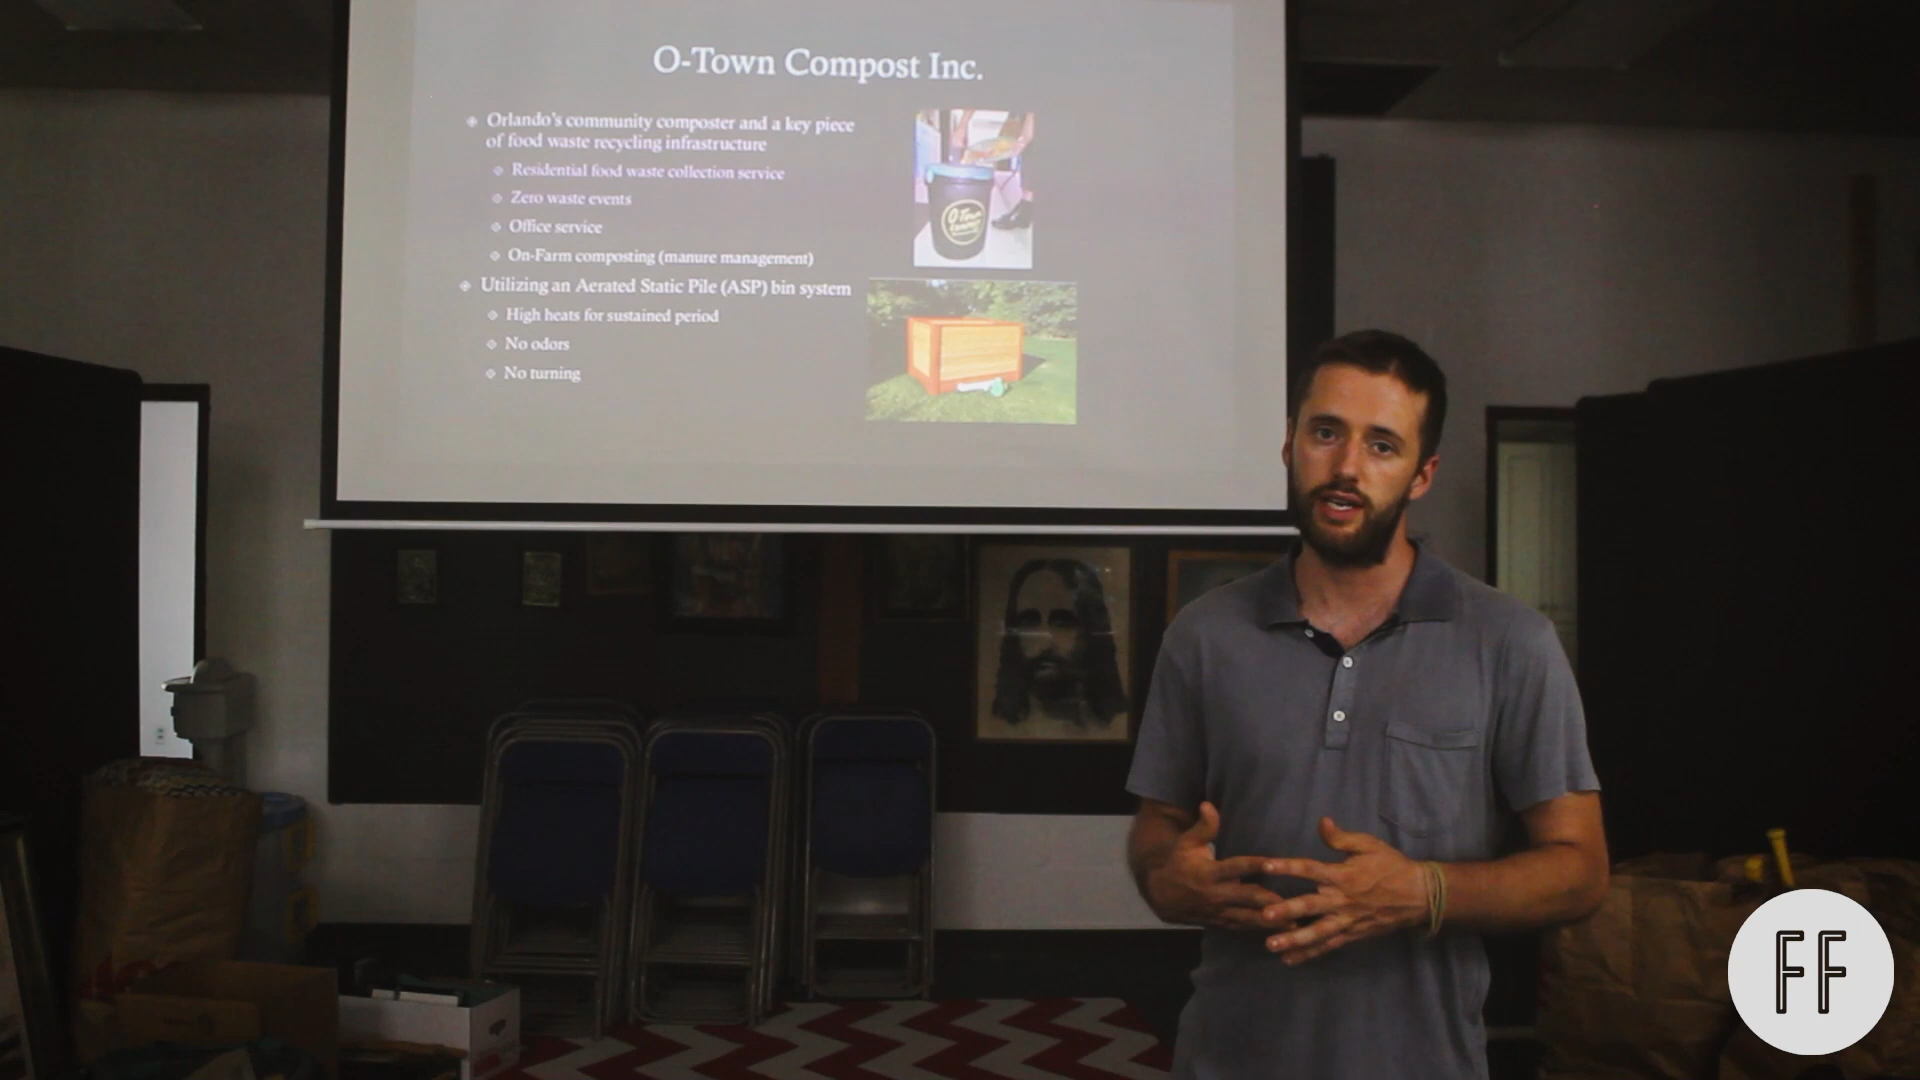 O-Town Compost Inc.
Orlando's community composter and a key piece
of food waste recycling infrastructure
Residential food waste collection service
Zero waste events
Office service
On-Farm composting (manure management)
Utilizing an Aerated Static Pile (ASP) bin system
High heats for sustained period
No odors
No turning
O-Town
Compost
FF